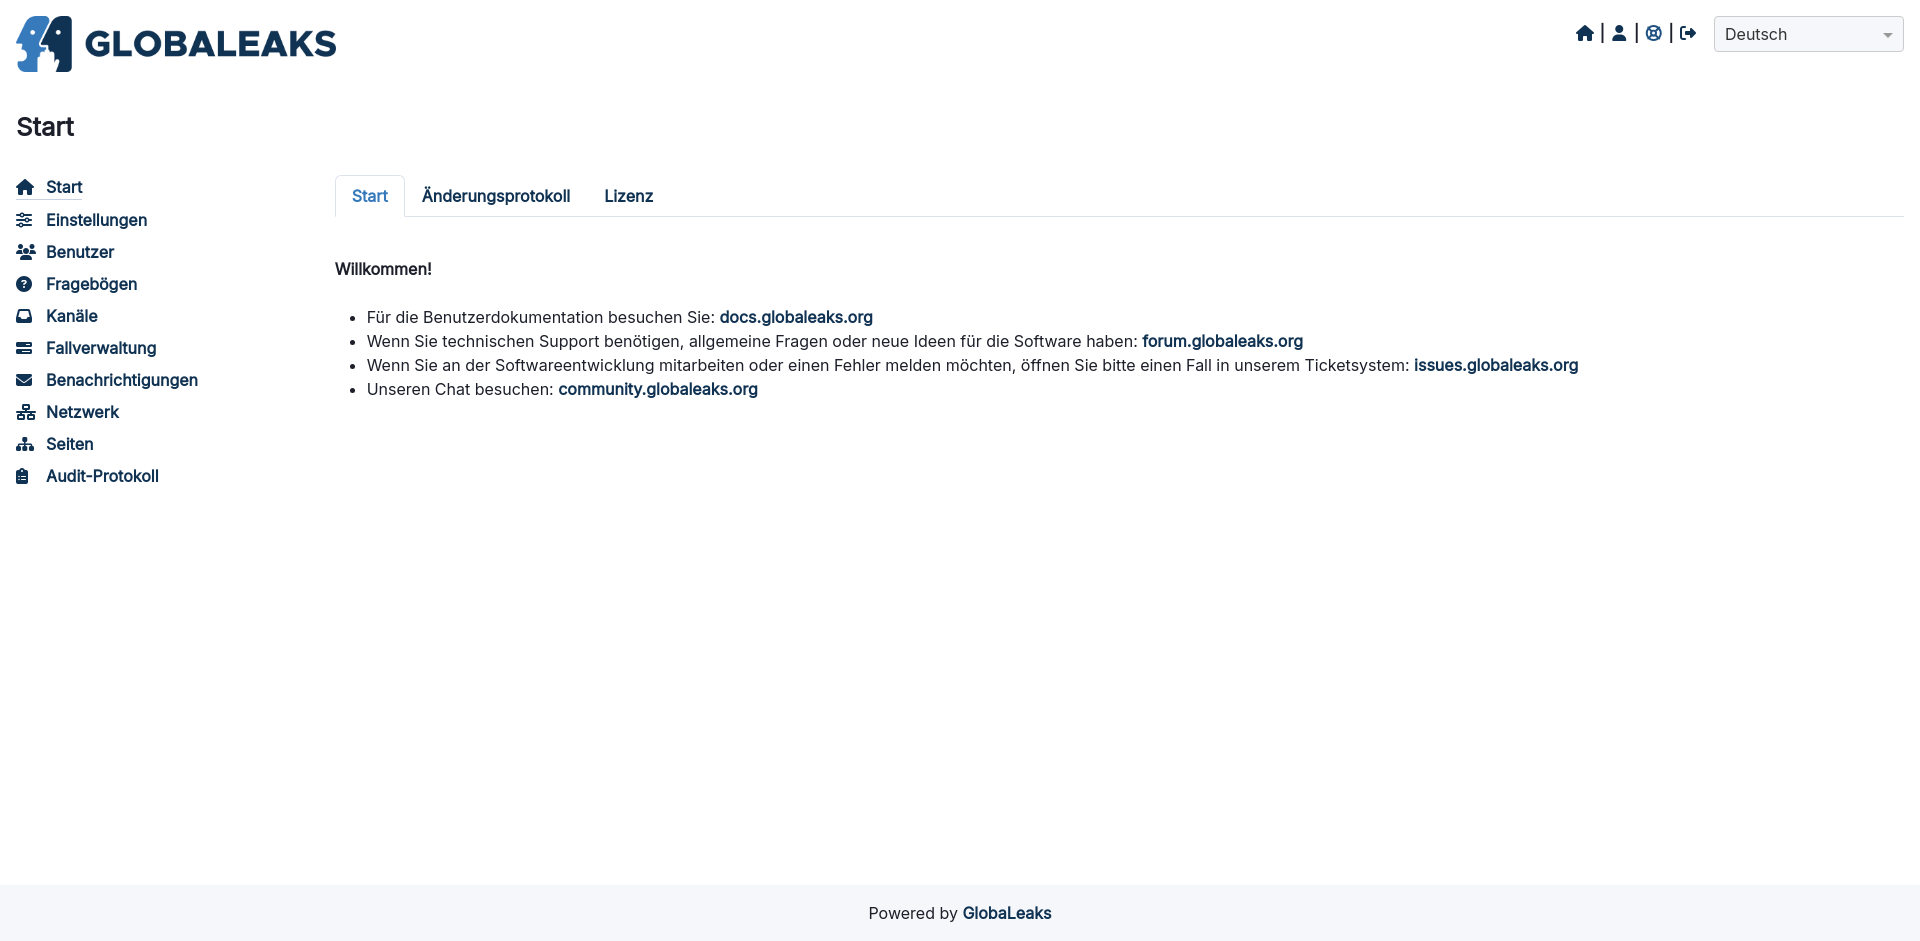 GLOBALEAKS
Deutsch
Start
Start
Einstellungen
Benutzer
Fragebögen
Kanäle
Fallverwaltung
Benachrichtigungen
Netzwerk
Seiten
Audit-Protokoll
Start Änderungsprotokoll Lizenz
Willkommen!
Für die Benutzerdokumentation besuchen Sie: docs.globaleaks.org
Wenn Sie technischen Support benötigen, allgemeine Fragen oder neue Ideen für die Software haben: forum.globaleaks.org
Wenn Sie an der Softwareentwicklung mitarbeiten oder einen Fehler melden möchten, öffnen Sie bitte einen Fall in unserem Ticketsystem: issues.globaleaks.org
Unseren Chat besuchen: community.globaleaks.org
Powered by GlobaLeaks